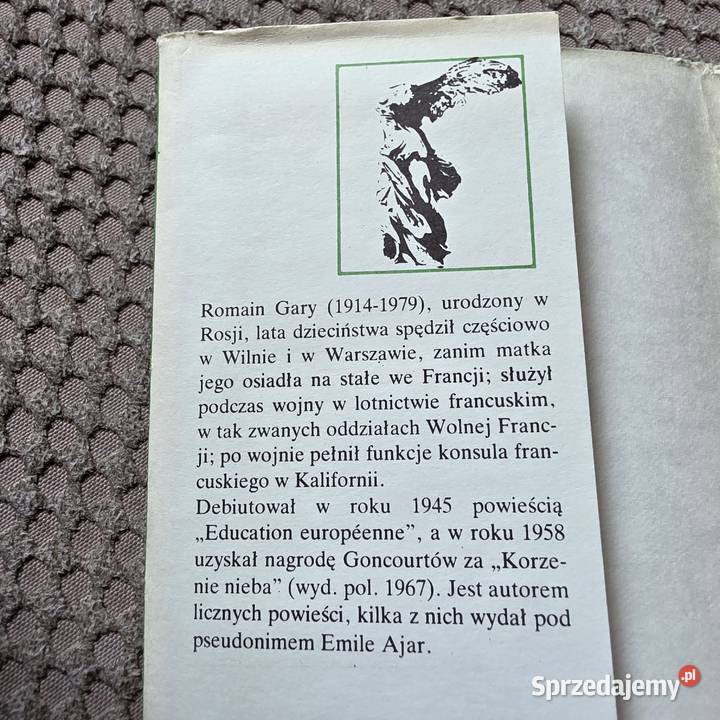 Romain Gary (1914-1979), urodzony w
Rosji, lata dzieciństwa spędził częściowo
w Wilnie i w Warszawie, zanim matka
jego osiadła na stałe we Francji; służył
podczas wojny w lotnictwie francuskim,
w tak zwanych oddziałach Wolnej Franc-
ji; po wojnie pełnił funkcje konsula fran-
cuskiego w Kalifornii.
Debiutował w roku 1945 powieścią
„Education européenne”, a w roku 1958
uzyskał nagrodę Goncourtów za „Korze-
nie nieba” (wyd. pol. 1967). Jest autorem
licznych powieści, kilka z nich wydał pod
pseudonimem Emile Ajar.
Sprzedajemy.pl